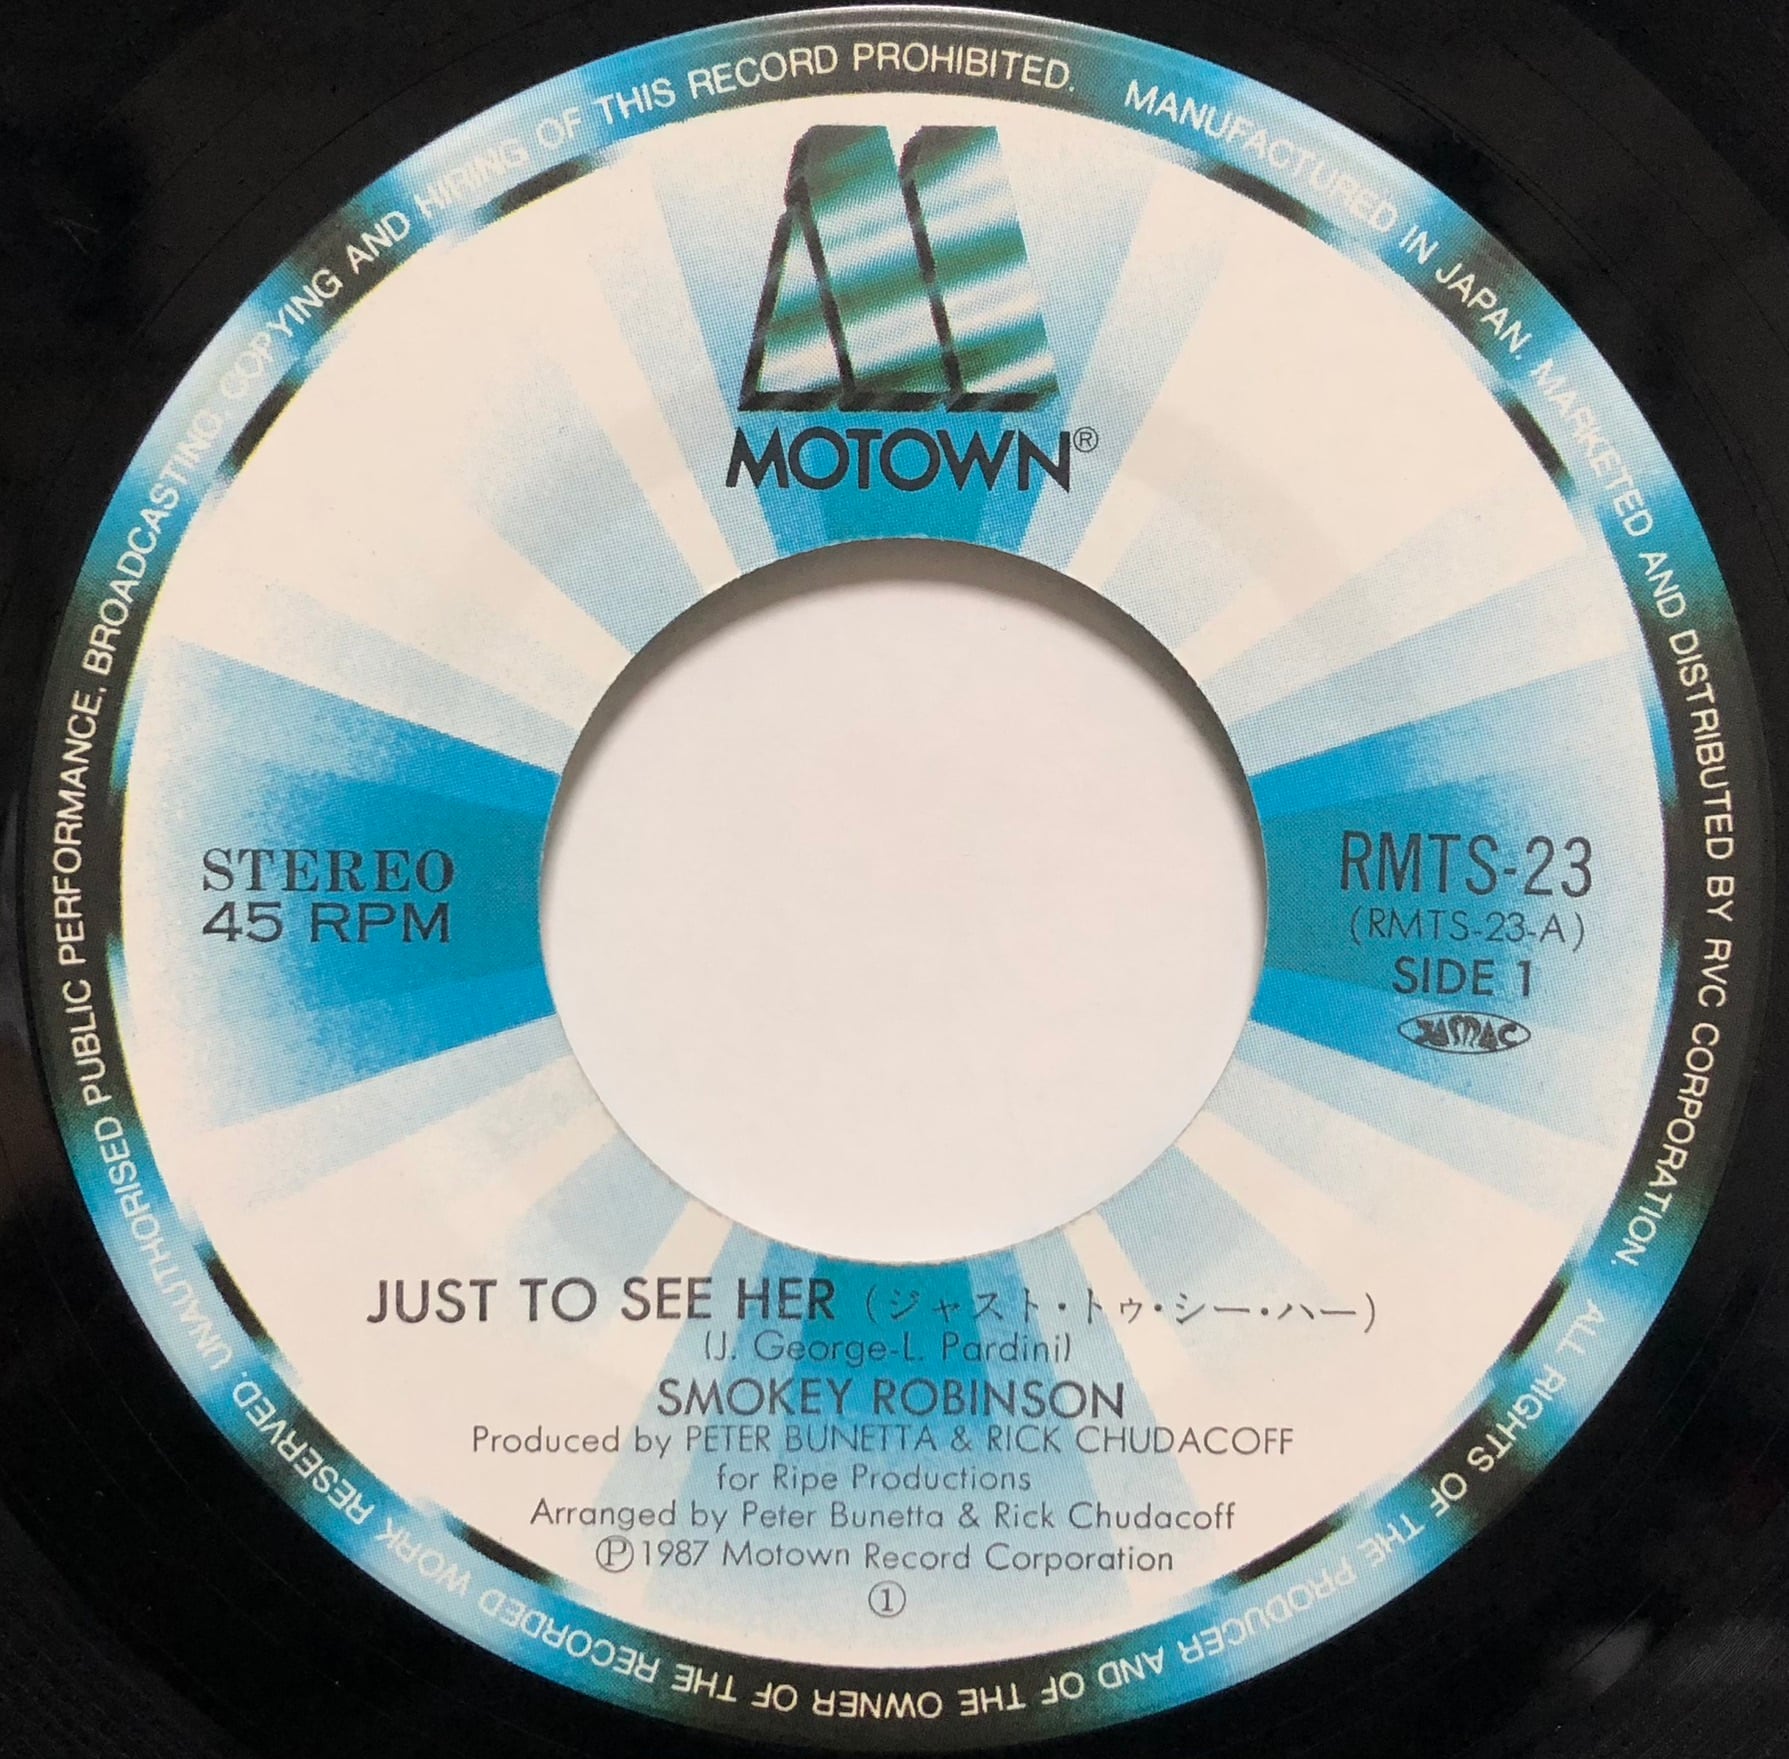 MANUFACTURED IN JAPAN. MARKETED AND DISTRIBUTED BY RVC CORPORATION. ALL RIGHTS OF THE PRODUCER AND OF THE OWNER OF THE RECORDED WORK RESERVED. UNAUTHORISED PUBLIC PERFORMANCE, BROADCASTING, COPYING AND HIRING OF THIS RECORD PROHIBITED.
MOTOWN®
STEREO
45 RPM
RMTS-23
(RMTS-23-A)
SIDE 1
JASRAC
JUST TO SEE HER (ジャスト・トゥ・シー・ハー)
(J. George-L. Pardini)
SMOKEY ROBINSON
Produced by PETER BUNETTA & RICK CHUDACOFF
for Ripe Productions
Arranged by Peter Bunetta & Rick Chudacoff
Ⓟ1987 Motown Record Corporation
①